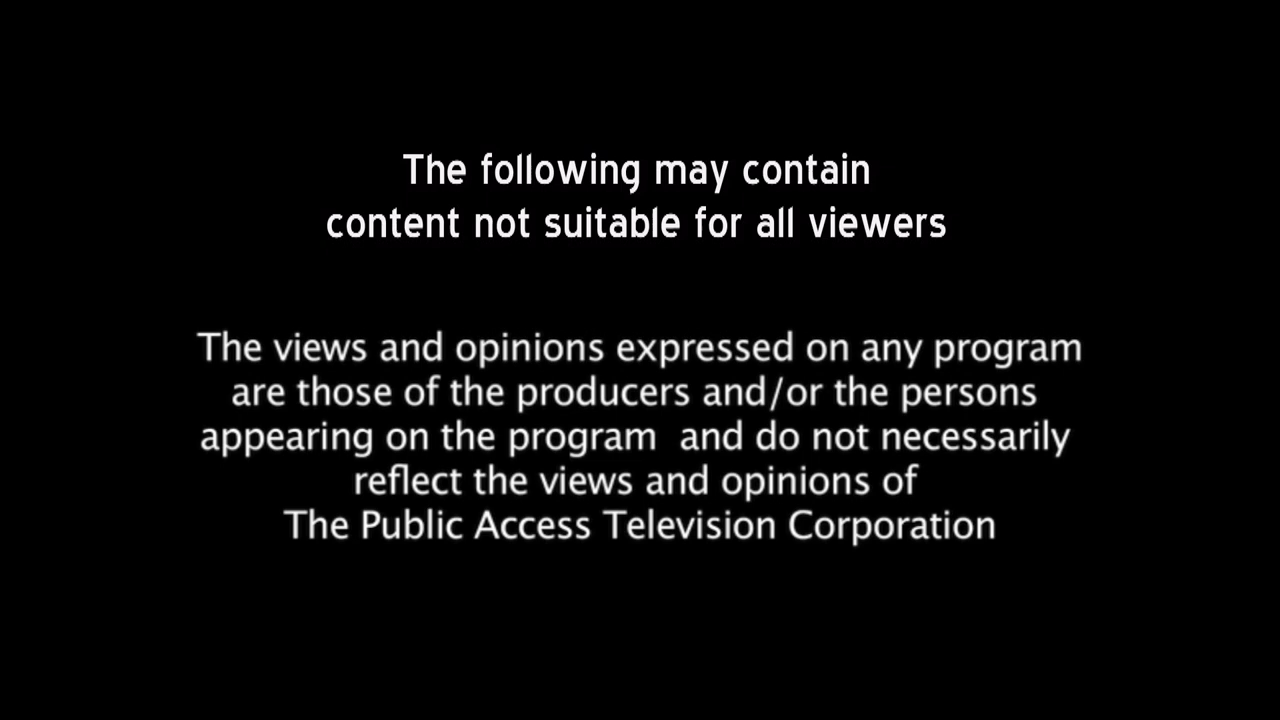 The following may contain
content not suitable for all viewers
The views and opinions expressed on any program
are those of the producers and/or the persons
appearing on the program  and do not necessarily
reflect the views and opinions of
The Public Access Television Corporation